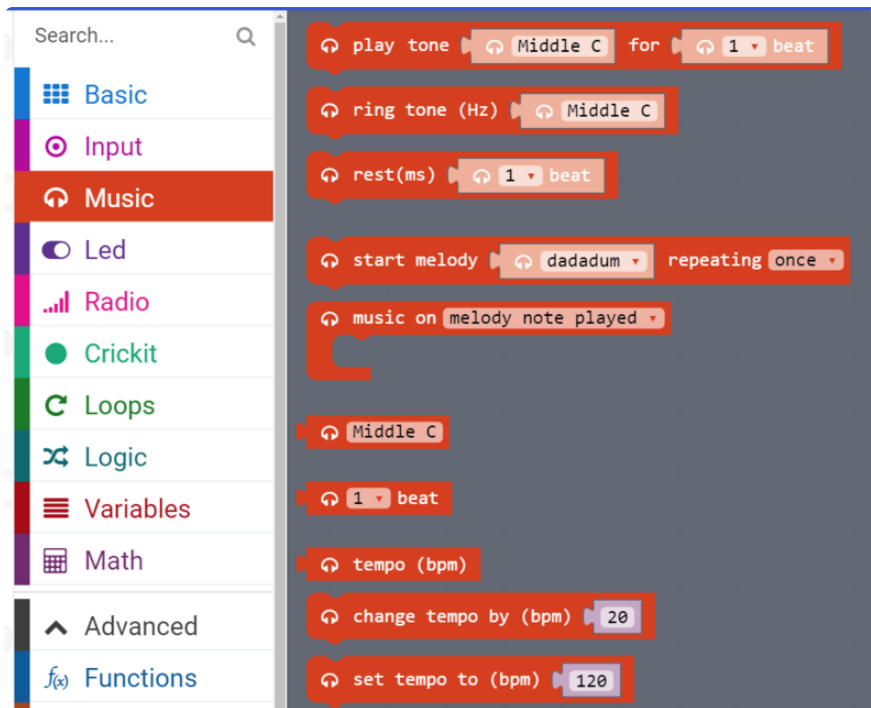 Search...
Basic
Input
Music
Led
Radio
Crickit
Loops
Logic
Variables
Math
Advanced
f(x) Functions
play tone Middle C for 1 beat
ring tone (Hz) Middle C
rest(ms) 1 beat
start melody dadadum repeating once
music on melody note played
Middle C
1 beat
tempo (bpm)
change tempo by (bpm) 20
set tempo to (bpm) 120